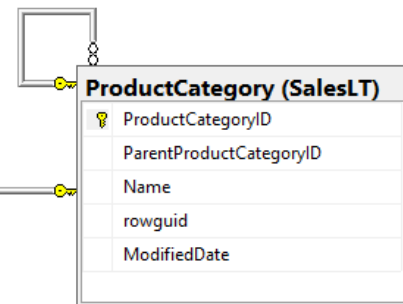 ProductCategory (SalesLT)
ProductCategoryID
ParentProductCategoryID
Name
rowguid
ModifiedDate